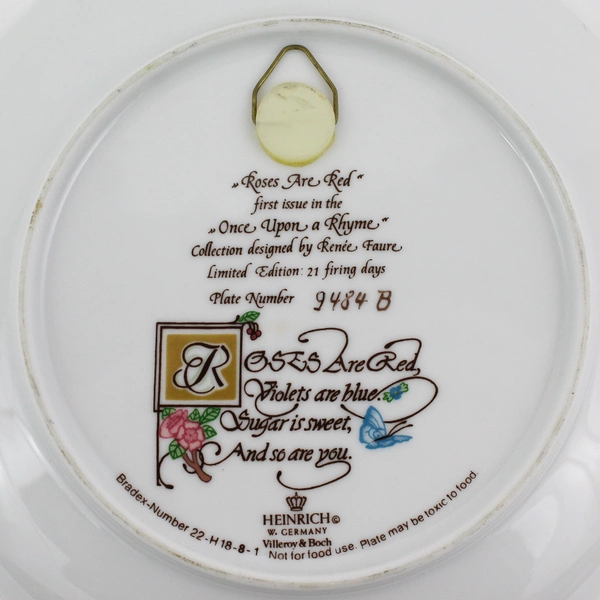 „Roses Are Red“
first issue in the
„Once Upon a Rhyme“
Collection designed by Renée Faure
Limited Edition: 21 firing days
Plate Number 9484 B
ROSES Are Red,
Violets are blue.
Sugar is sweet,
And so are you.
HEINRICH©
W. GERMANY
Villeroy & Boch
Bradex-Number 22-H18-8-1 Not for food use. Plate may be toxic to food.